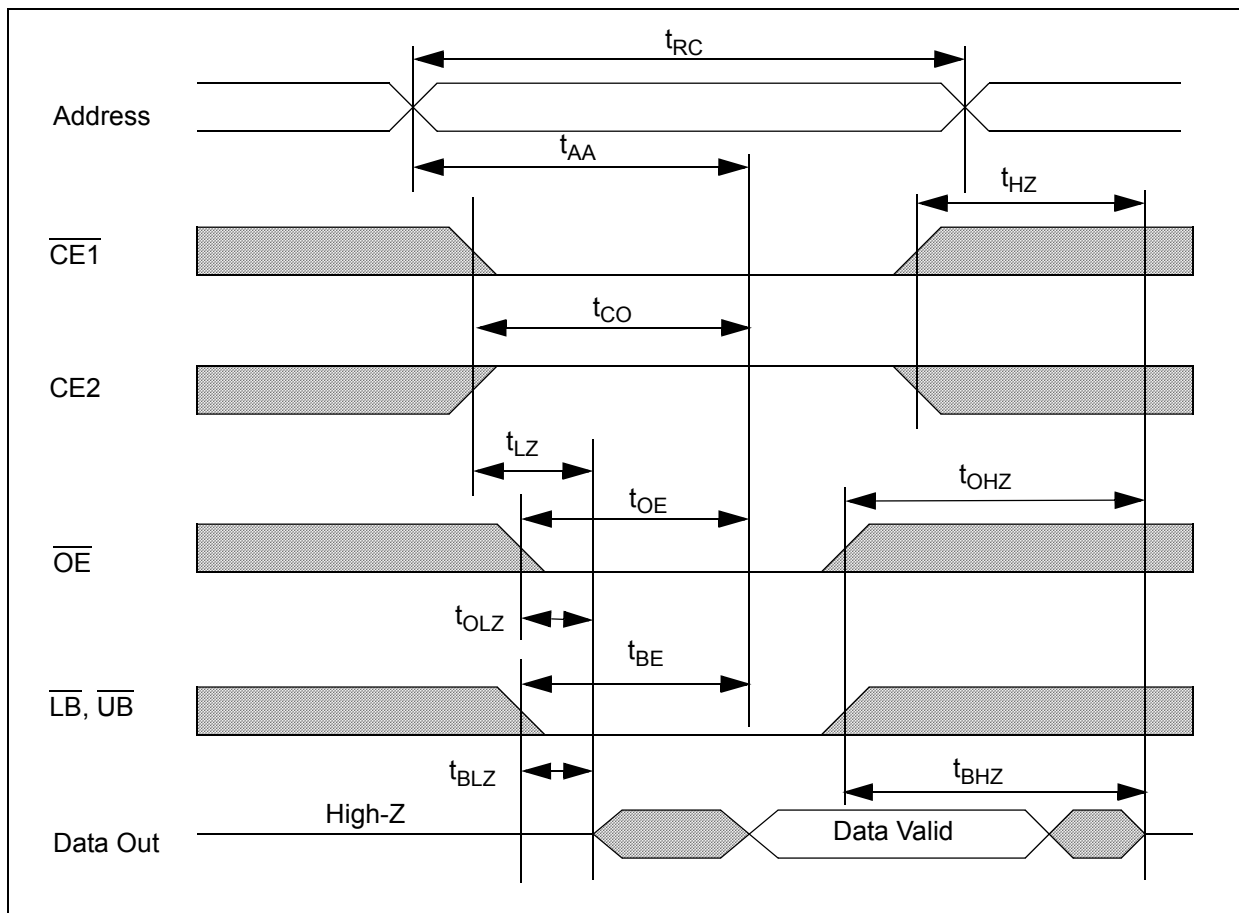 tRC
Address
tAA
tHZ
CE1
tCO
CE2
tLZ
tOHZ
tOE
OE
tOLZ
tBE
LB, UB
tBLZ
tBHZ
High-Z
Data Valid
Data Out